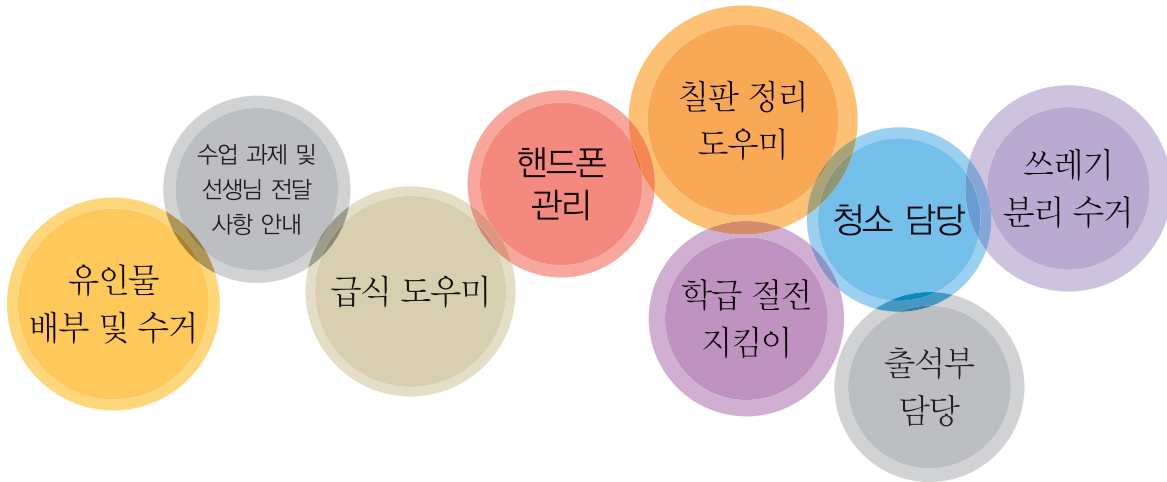 유인물
배부 및 수거
수업 과제 및
선생님 전달
사항 안내
급식 도우미
핸드폰
관리
칠판 정리
도우미
학급 절전
지킴이
청소 담당
출석부
담당
쓰레기
분리 수거